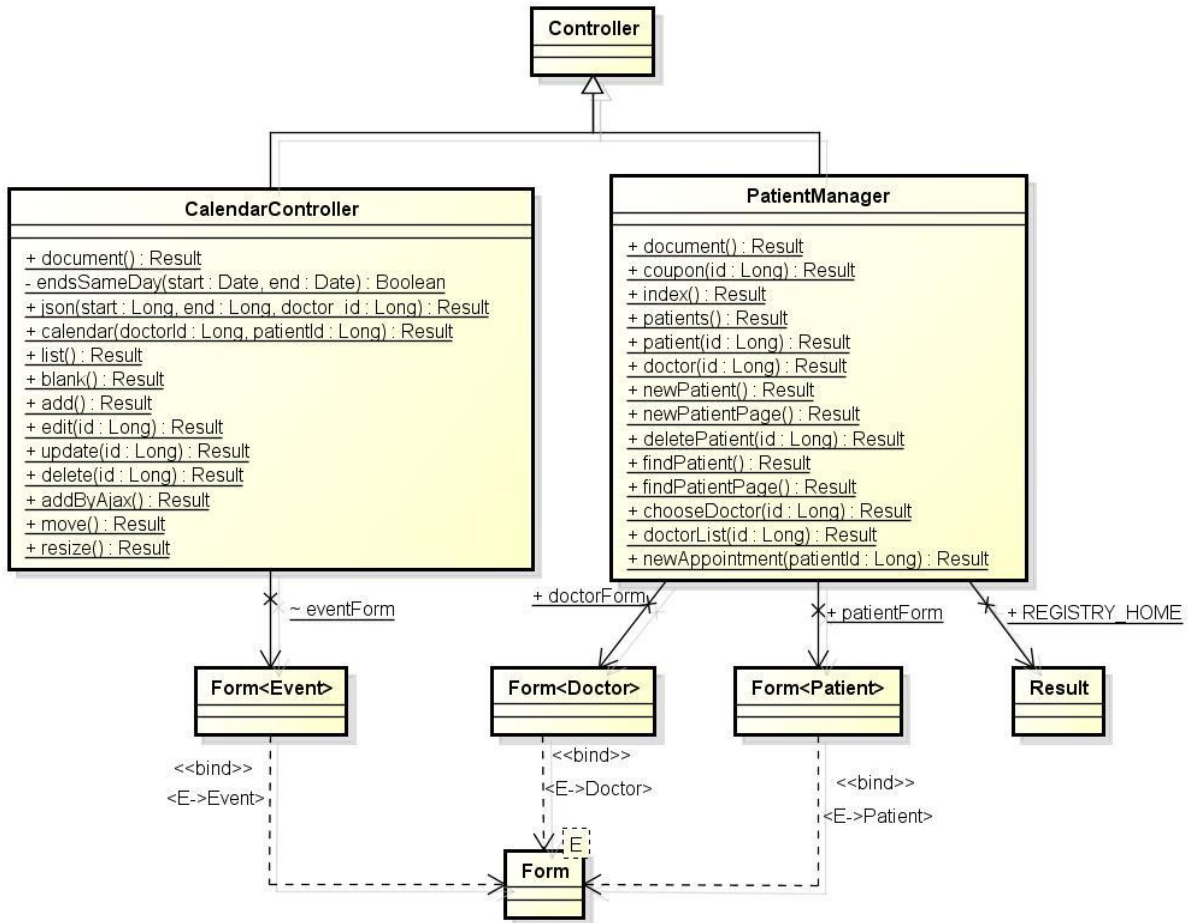 Controller
CalendarController
+ document() : Result
- endsSameDay(start : Date, end : Date) : Boolean
+ json(start : Long, end : Long, doctor_id : Long) : Result
+ calendar(doctorId : Long, patientId : Long) : Result
+ list() : Result
+ blank() : Result
+ add() : Result
+ edit(id : Long) : Result
+ update(id : Long) : Result
+ delete(id : Long) : Result
+ addByAjax() : Result
+ move() : Result
+ resize() : Result
PatientManager
+ document() : Result
+ coupon(id : Long) : Result
+ index() : Result
+ patients() : Result
+ patient(id : Long) : Result
+ doctor(id : Long) : Result
+ newPatient() : Result
+ newPatientPage() : Result
+ deletePatient(id : Long) : Result
+ findPatient() : Result
+ findPatientPage() : Result
+ chooseDoctor(id : Long) : Result
+ doctorList(id : Long) : Result
+ newAppointment(patientId : Long) : Result
~ eventForm
+ doctorForm
+ patientForm
+ REGISTRY_HOME
Form<Event>
Form<Doctor>
Form<Patient>
Result
<<bind>>
<E->Event>
<<bind>>
<E->Doctor>
<<bind>>
<E->Patient>
E
Form